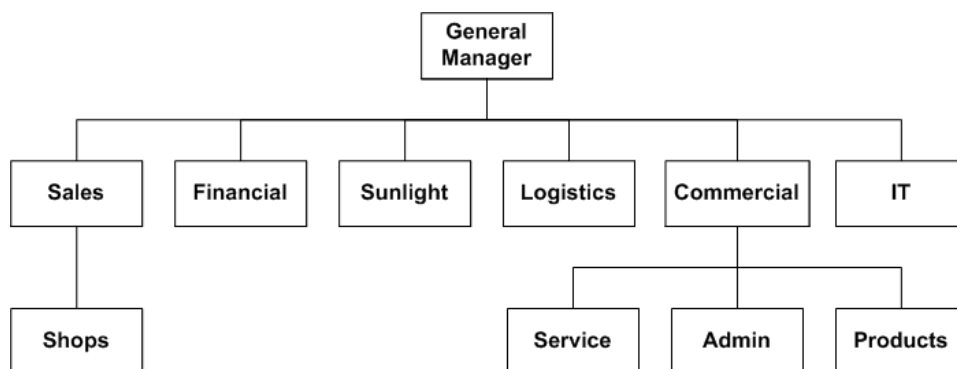 General
Manager
Sales
Financial
Sunlight
Logistics
Commercial
IT
Shops
Service
Admin
Products